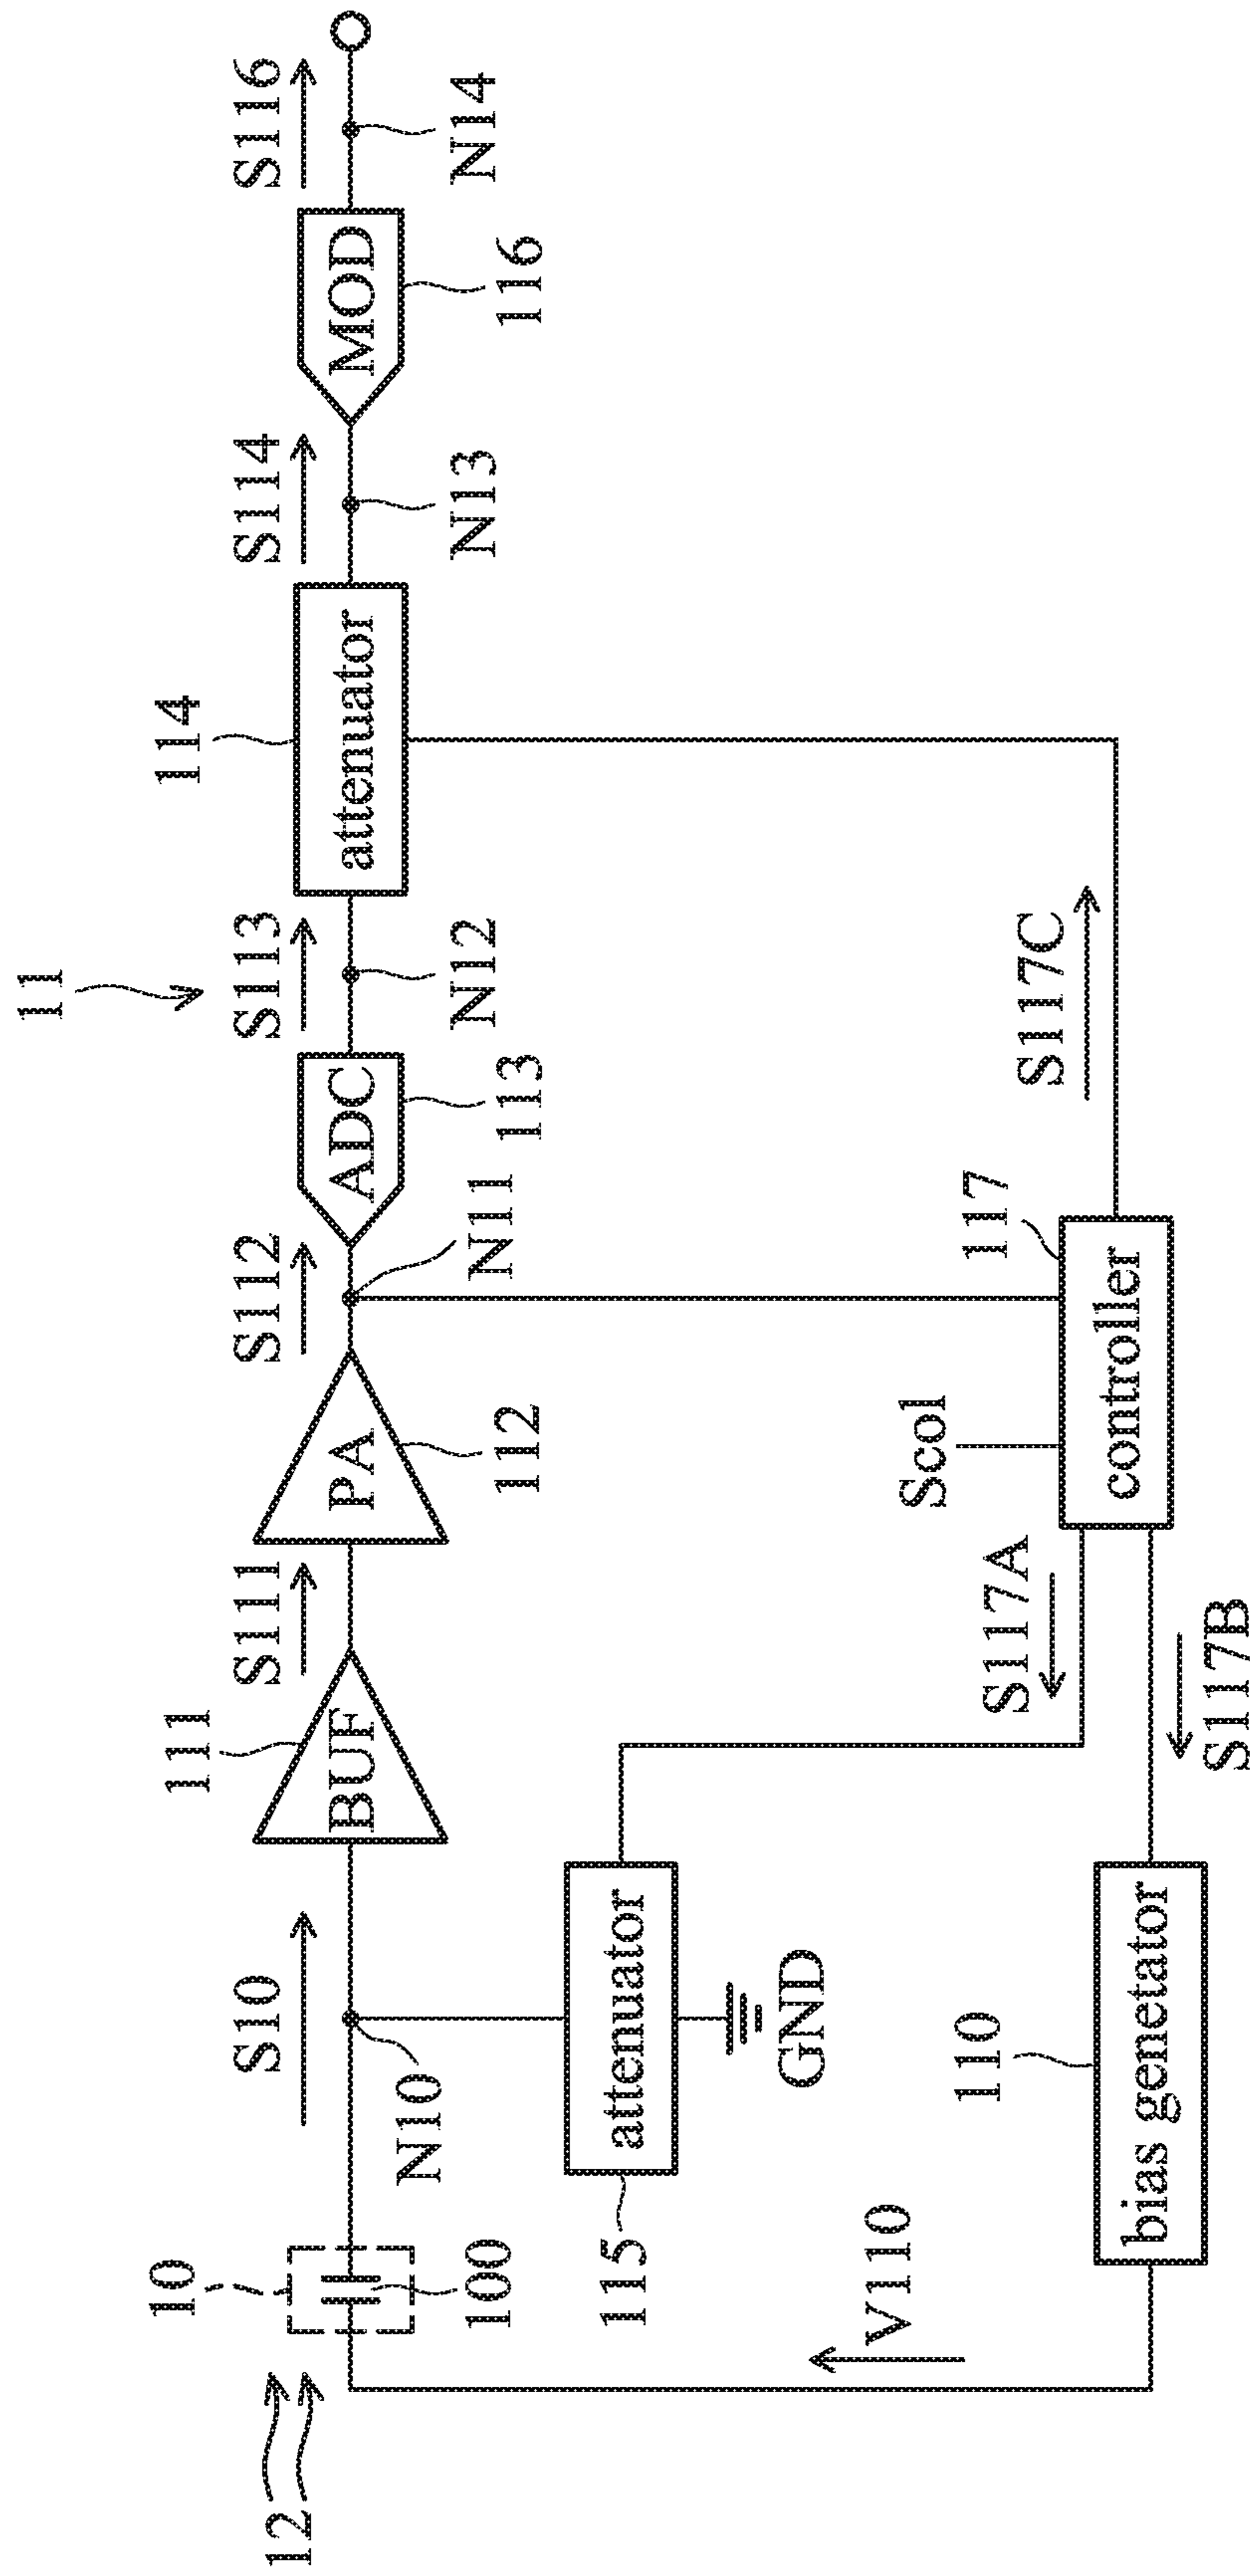 11
12
10
100
S10
N10
111
BUF
S111
PA
112
S112
N11
ADC
113
S113
N12
114
attenuator
S114
N13
MOD
116
S116
N14
115
attenuator
GND
V110
110
bias genetator
S117A
S117B
Scol
117
controller
S117C